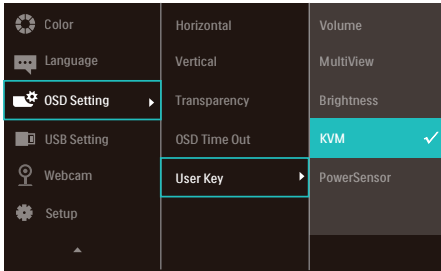 Color
Language
OSD Setting
USB Setting
Webcam
Setup
Horizontal
Vertical
Transparency
OSD Time Out
User Key
Volume
MultiView
Brightness
KVM
PowerSensor